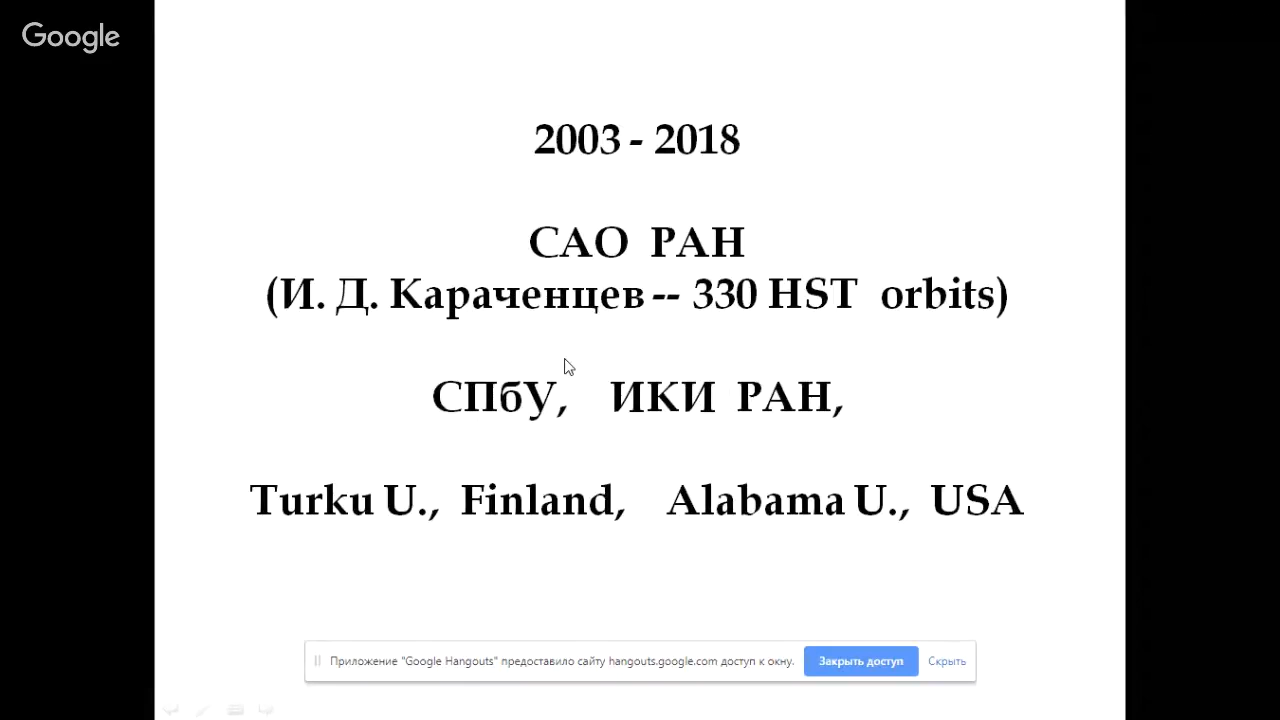 Google
2003 - 2018
САО РАН
(И. Д. Караченцев -- 330 HST orbits)
СПбУ, ИКИ РАН,
Turku U., Finland, Alabama U., USA
Приложение "Google Hangouts" предоставило сайту hangouts.google.com доступ к окну. Закрыть доступ Скрыть